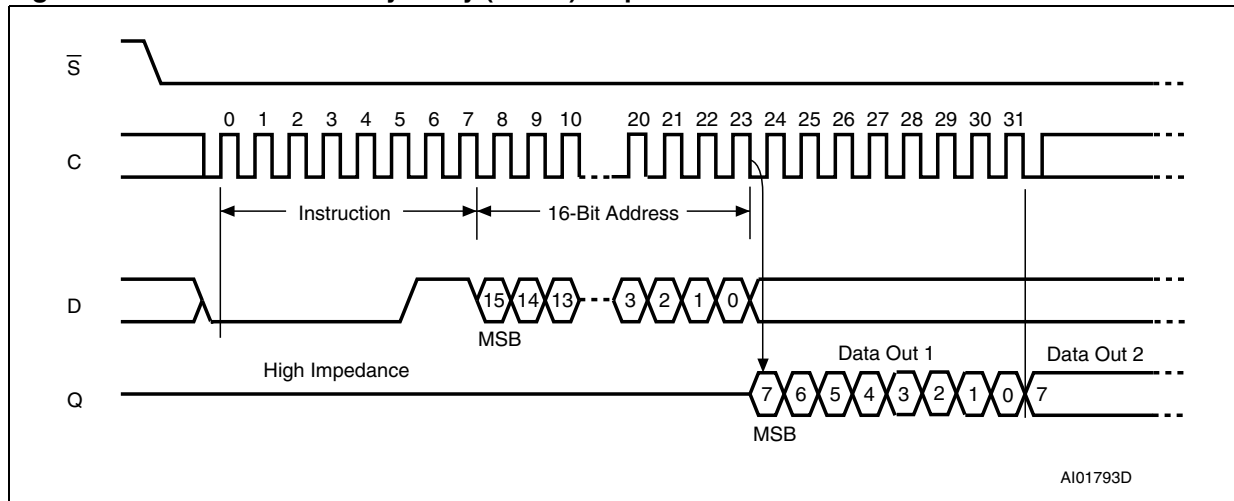 S
0 1 2 3 4 5 6 7 8 9 10 20 21 22 23 24 25 26 27 28 29 30 31
C
Instruction 16-Bit Address
D
15 14 13 3 2 1 0
MSB
High Impedance
Data Out 1 Data Out 2
Q
7 6 5 4 3 2 1 0 7
MSB
AI01793D